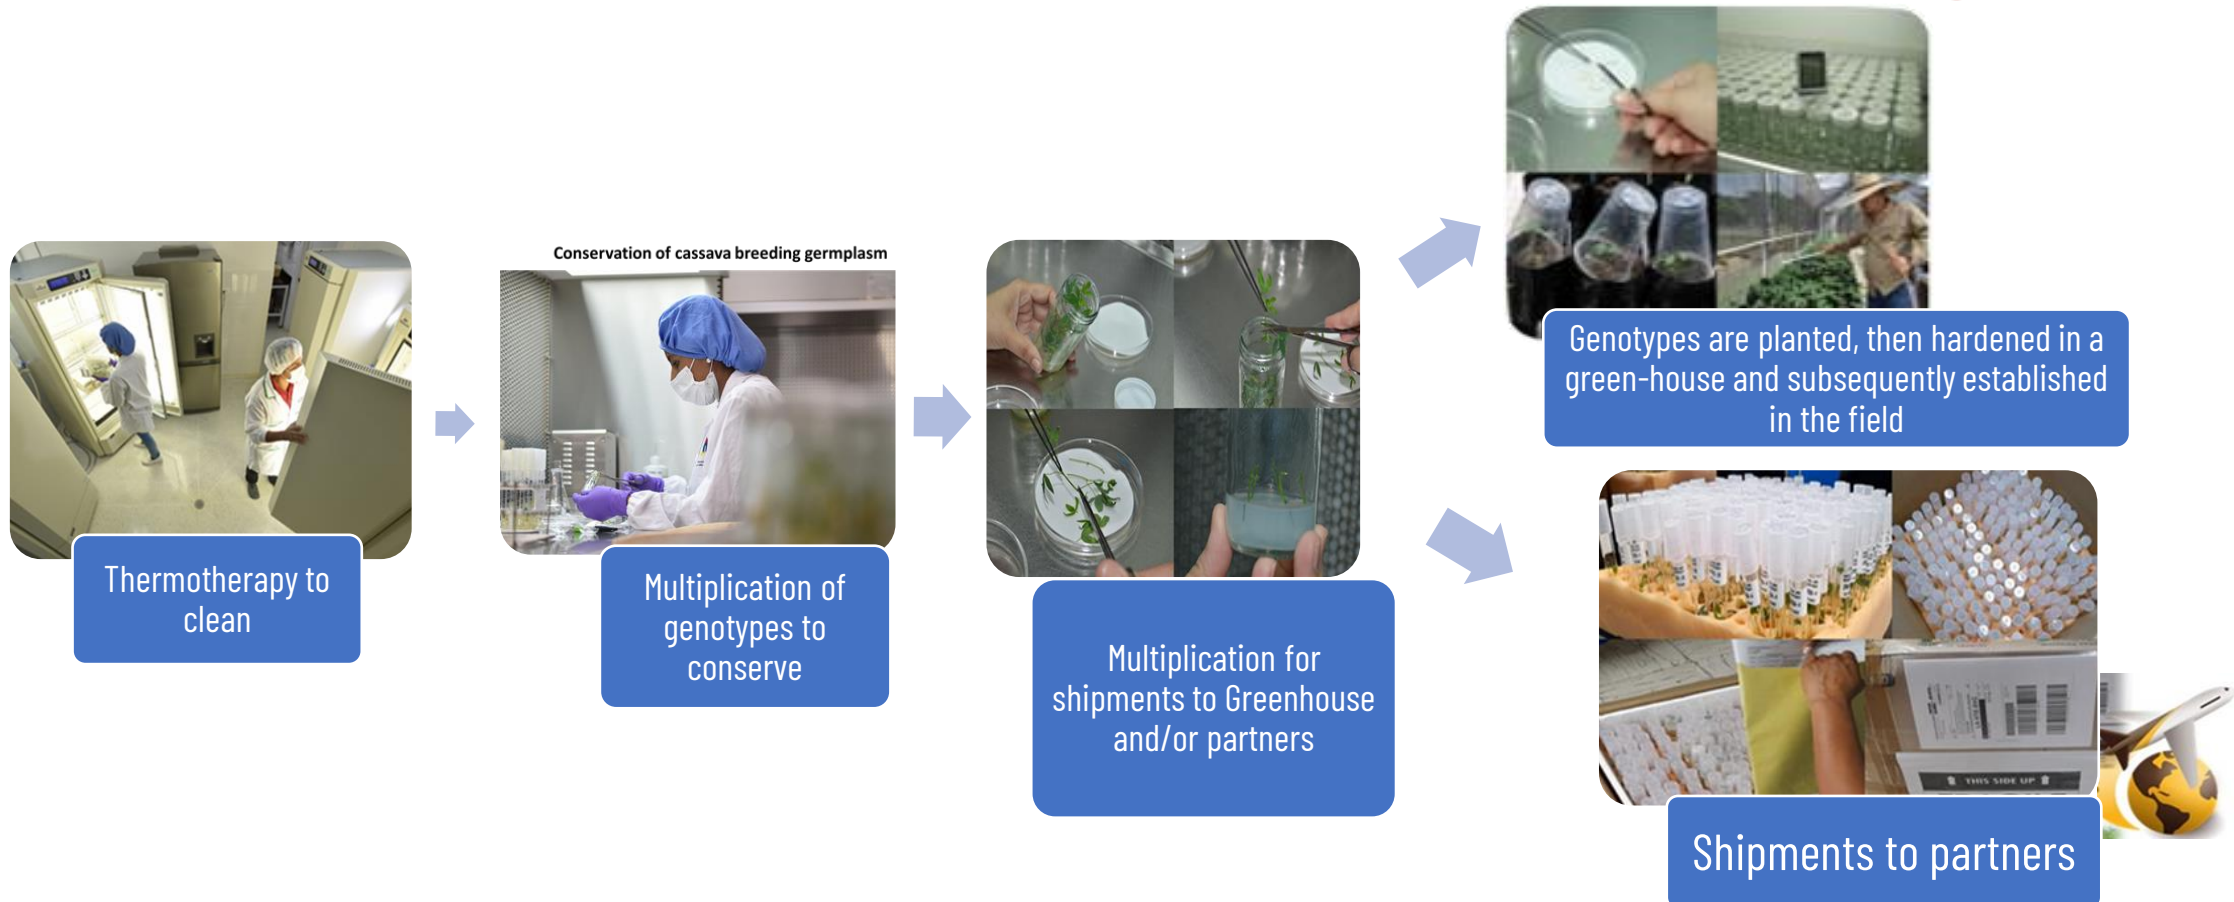 Conservation of cassava breeding germplasm
Thermotherapy to
clean
Multiplication of
genotypes to
conserve
Multiplication for
shipments to Greenhouse
and/or partners
Genotypes are planted, then hardened in a
green-house and subsequently established
in the field
THIS SIDE UP
Shipments to partners